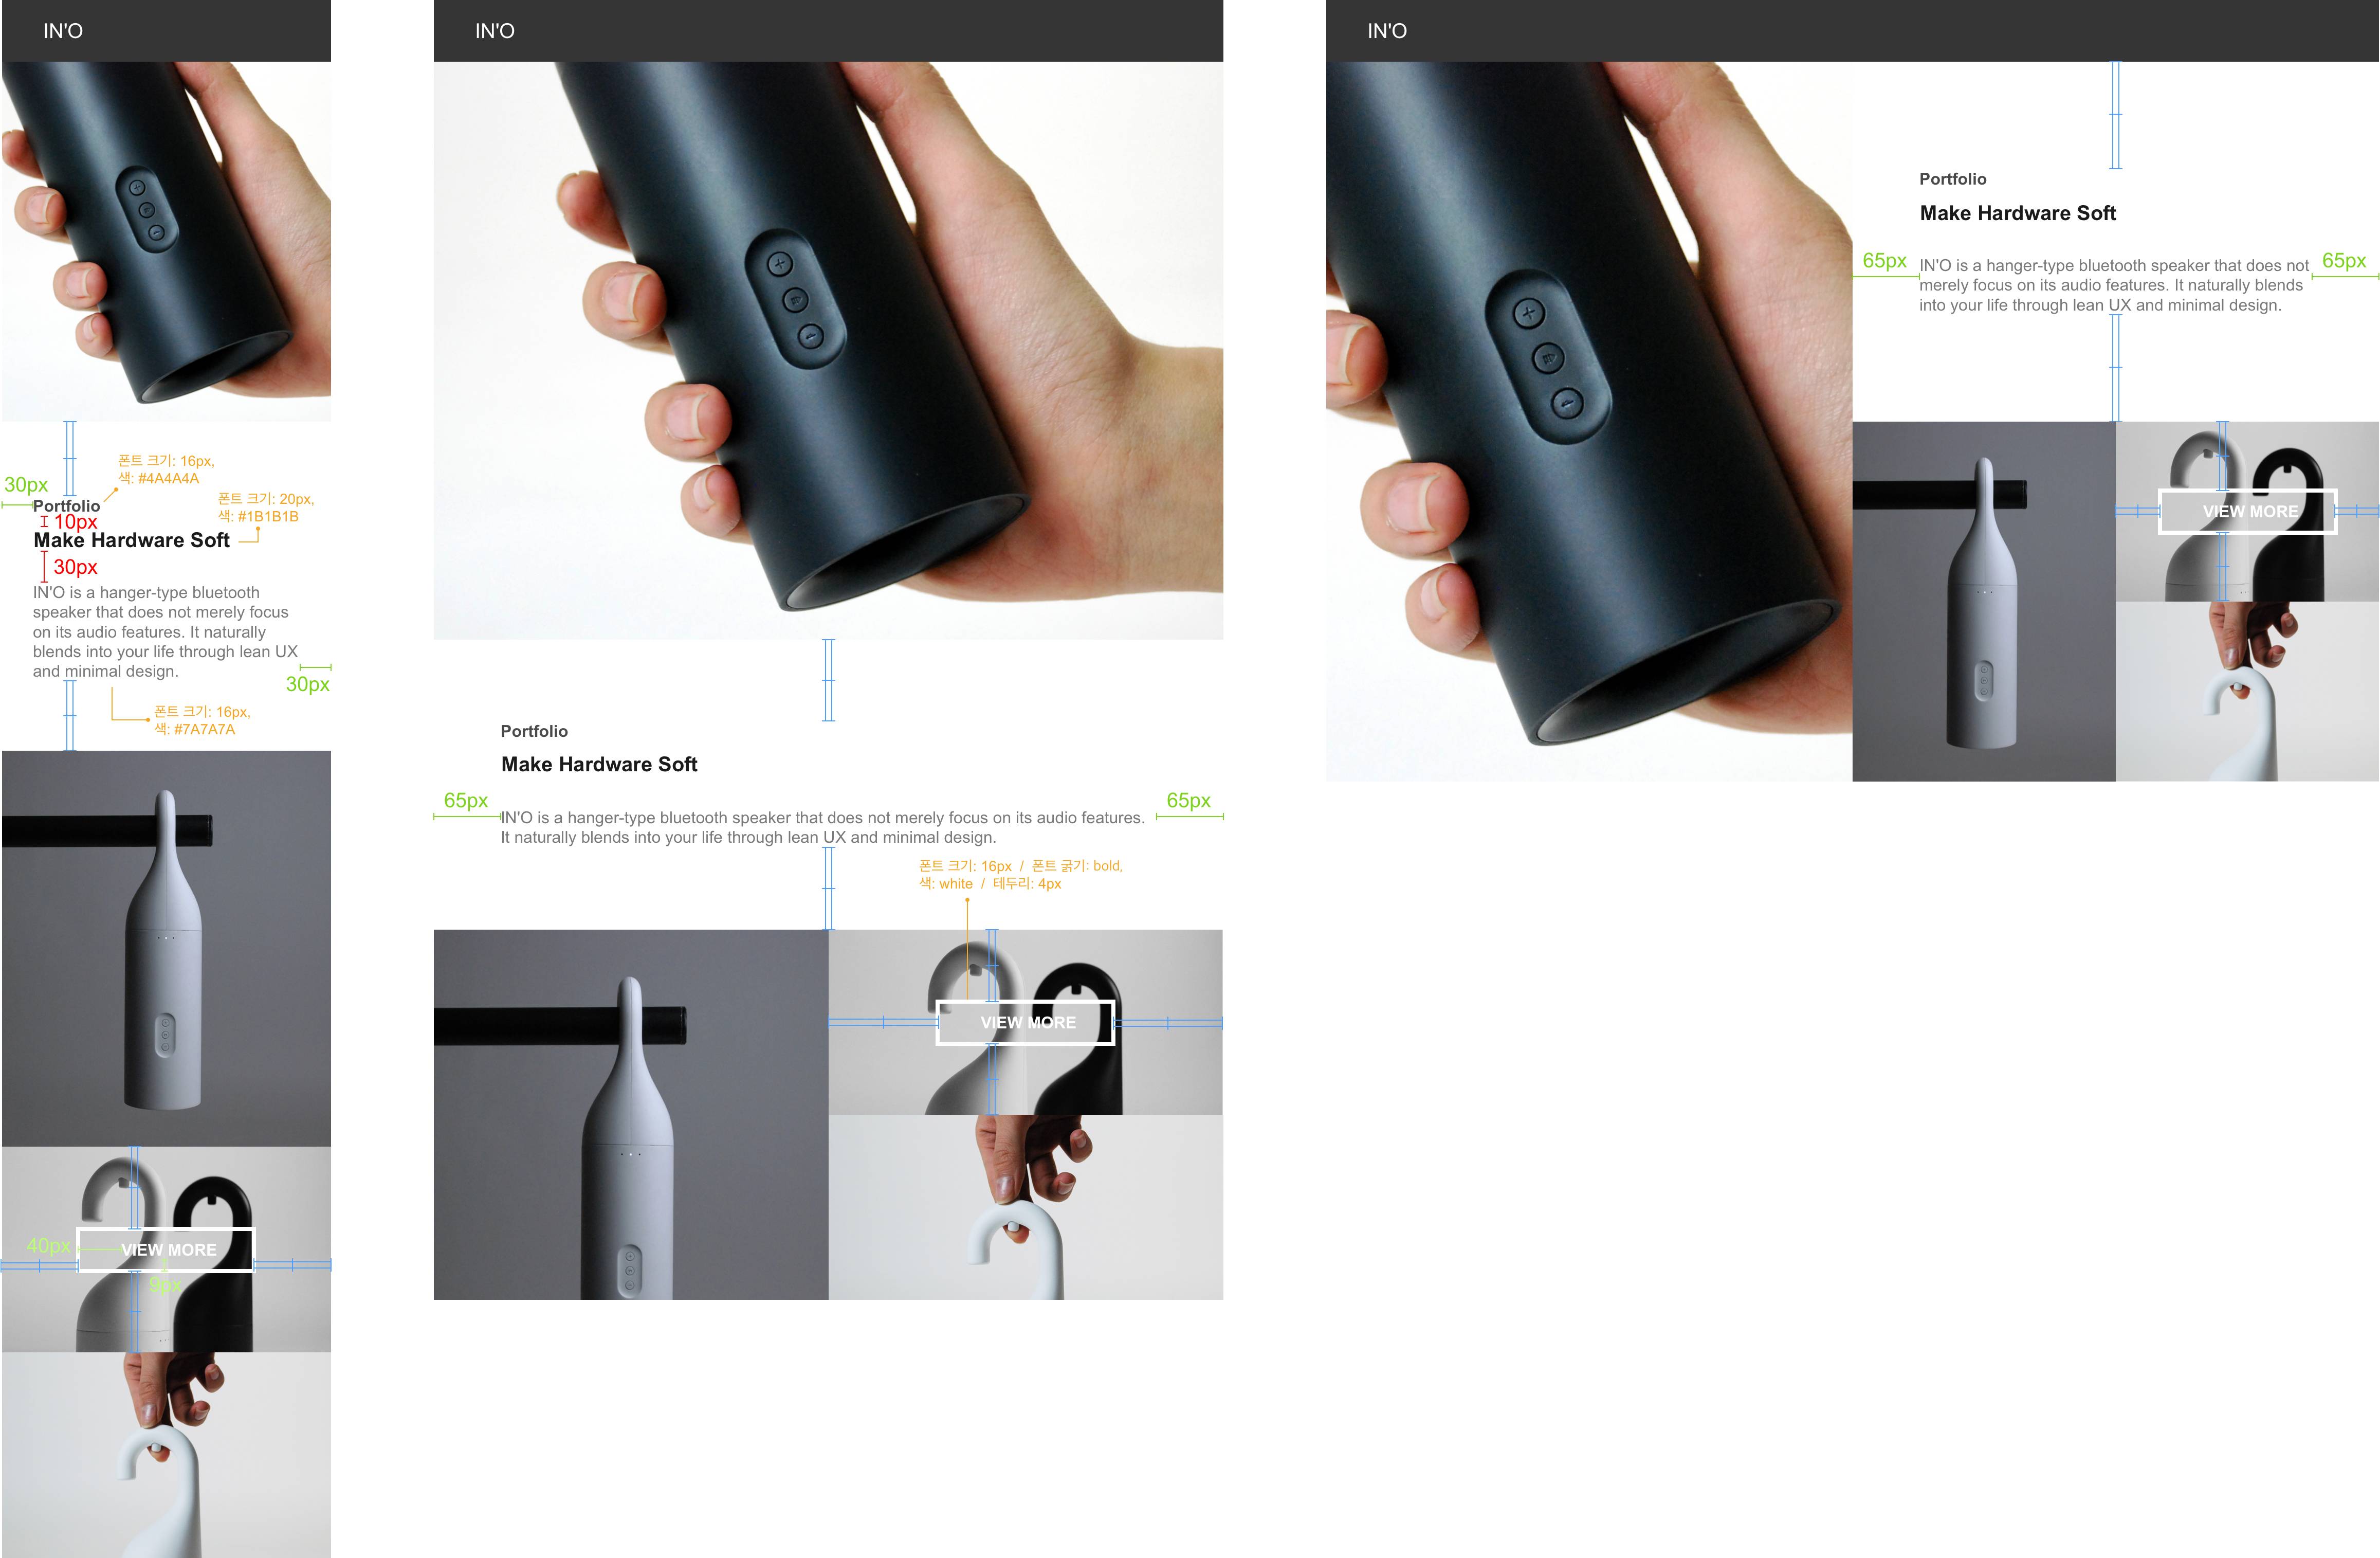 IN'O
30px
폰트 크기: 16px,
색: #4A4A4A
Portfolio
폰트 크기: 20px,
색: #1B1B1B
10px
Make Hardware Soft
30px
IN'O is a hanger-type bluetooth
speaker that does not merely focus
on its audio features. It naturally
blends into your life through lean UX
and minimal design.
30px
폰트 크기: 16px,
색: #7A7A7A
40px
VIEW MORE
9px
IN'O
Portfolio
Make Hardware Soft
65px
65px
IN'O is a hanger-type bluetooth speaker that does not merely focus on its audio features.
It naturally blends into your life through lean UX and minimal design.
폰트 크기: 16px / 폰트 굵기: bold,
색: white / 테두리: 4px
VIEW MORE
IN'O
Portfolio
Make Hardware Soft
65px
65px
IN'O is a hanger-type bluetooth speaker that does not
merely focus on its audio features. It naturally blends
into your life through lean UX and minimal design.
VIEW MORE